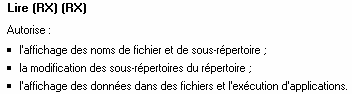 Lire (RX) (RX)
Autorise :
▪ l'affichage des noms de fichier et de sous-répertoire ;
▪ la modification des sous-répertoires du répertoire ;
▪ l'affichage des données dans des fichiers et l'exécution d'applications.